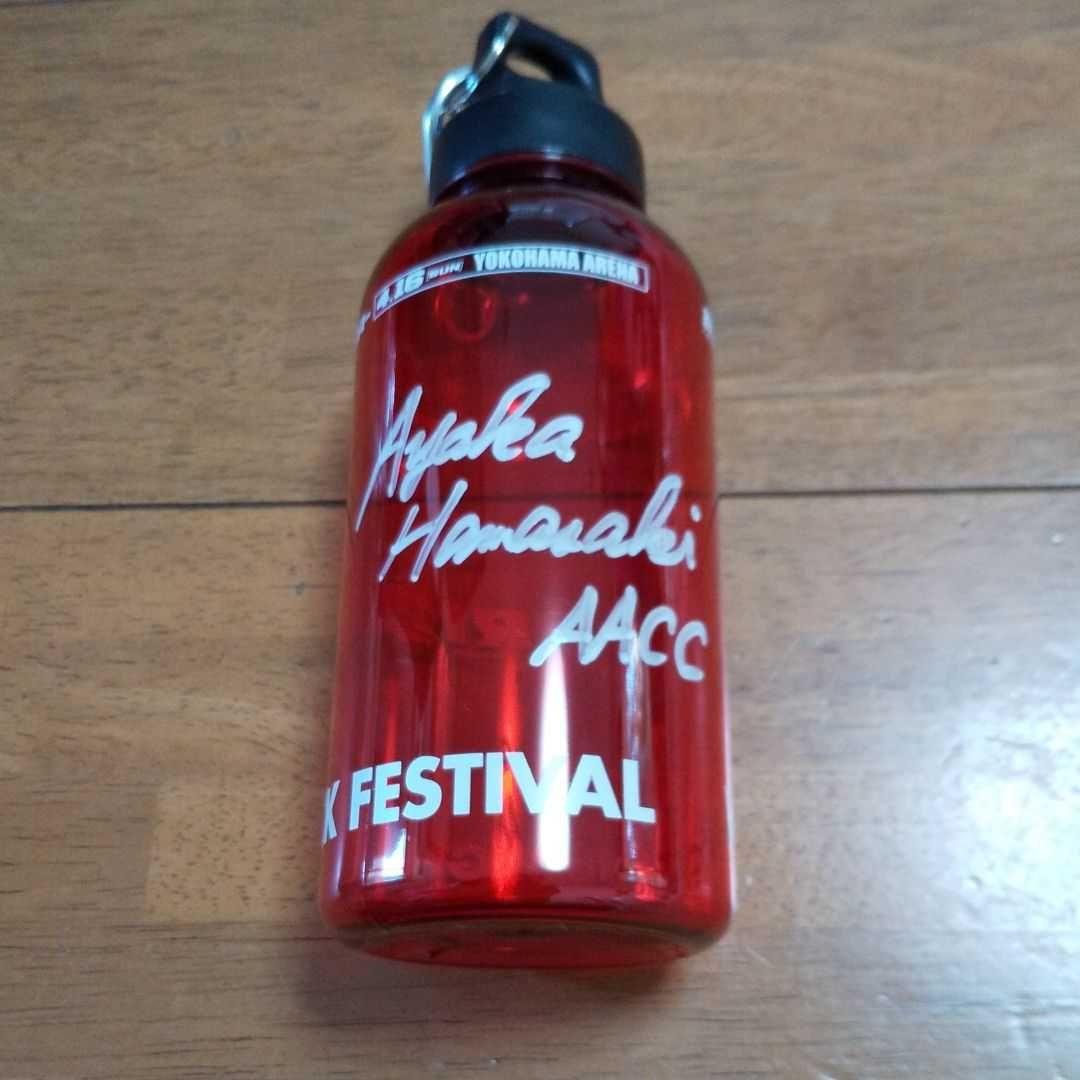 4.16 SUN YOKOHAMA ARENA
Ayaka
Hamasaki
AACC
K FESTIVAL